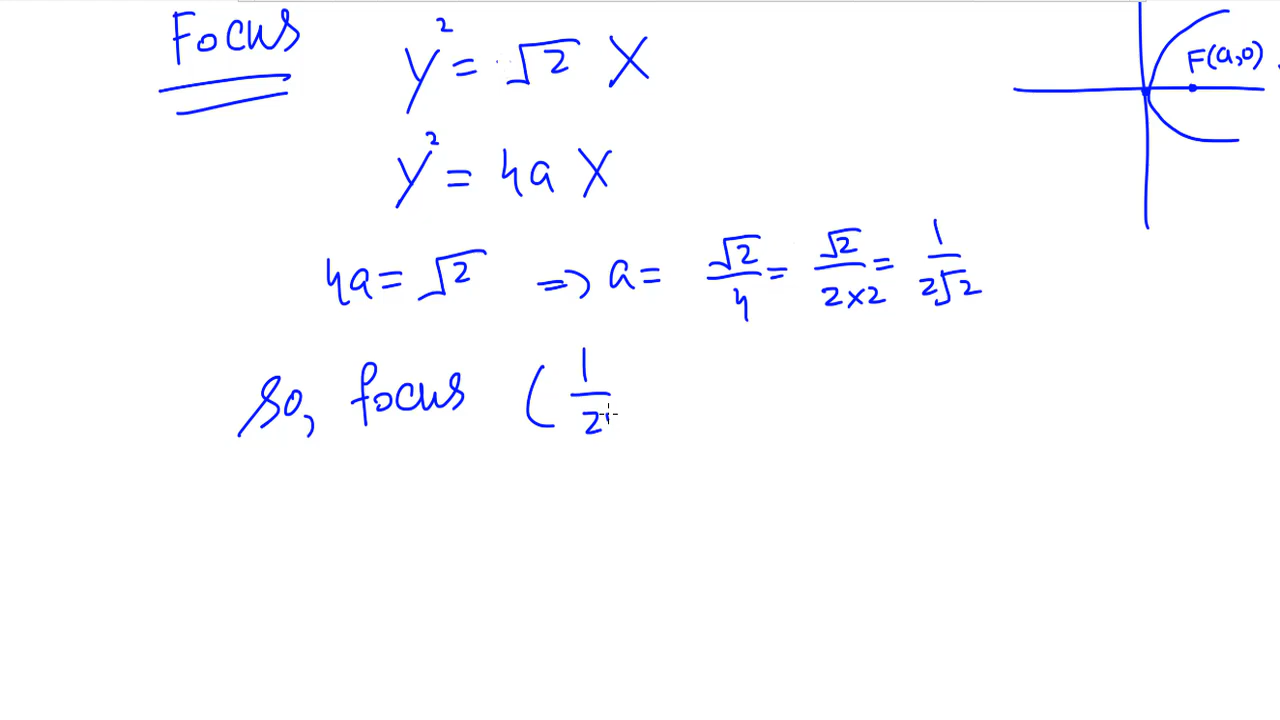 Focus
y² = √2 X
F(a,0)
y² = 4a X
4a = √2 ⇒ a = √2/4 = √2/2×2 = 1/2√2
so, focus (1/2